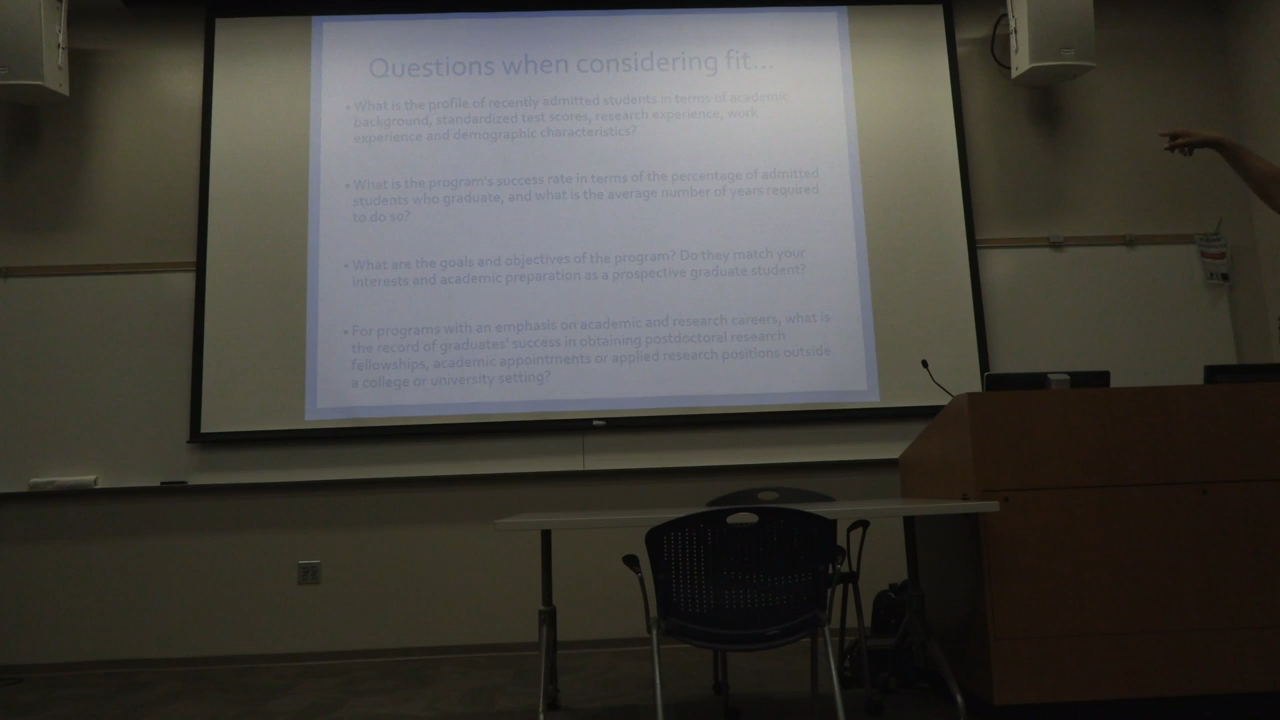 Questions when considering fit...
• What is the profile of recently admitted students in terms of academic
background, standardized test scores, research experience, work
experience and demographic characteristics?
• What is the program's success rate in terms of the percentage of admitted
students who graduate, and what is the average number of years required
to do so?
• What are the goals and objectives of the program? Do they match your
interests and academic preparation as a prospective graduate student?
• For programs with an emphasis on academic and research careers, what is
the record of graduates' success in obtaining postdoctoral research
fellowships, academic appointments or applied research positions outside
a college or university setting?